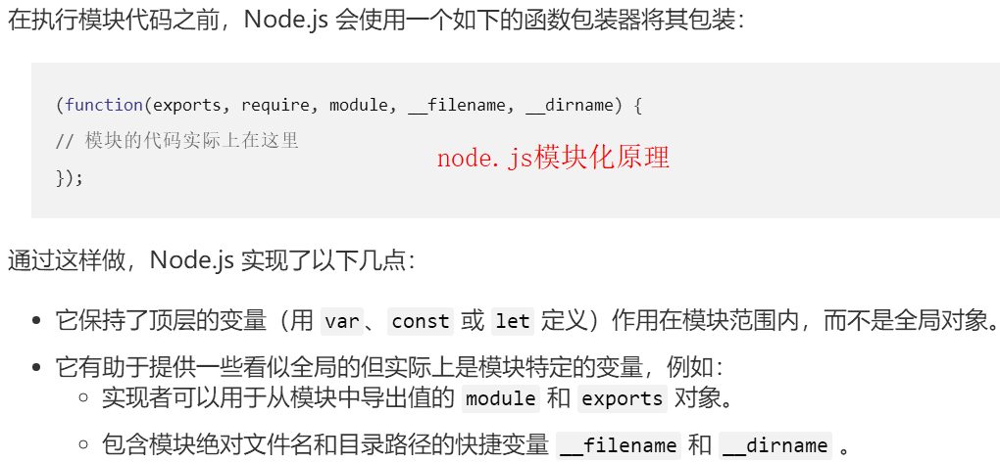 在执行模块代码之前，Node.js 会使用一个如下的函数包装器将其包装：
(function(exports, require, module, __filename, __dirname) {
// 模块的代码实际上在这里
node.js模块化原理
});
通过这样做，Node.js 实现了以下几点：
• 它保持了顶层的变量（用 var、const 或 let 定义）作用在模块范围内，而不是全局对象。
• 它有助于提供一些看似全局的但实际上是模块特定的变量，例如：
◦ 实现者可以用于从模块中导出值的 module 和 exports 对象。
◦ 包含模块绝对文件名和目录路径的快捷变量 __filename 和 __dirname 。